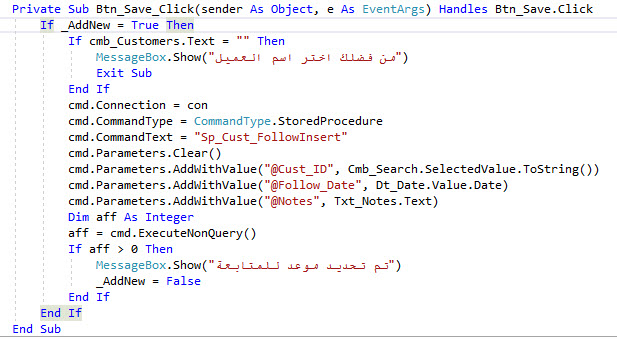 Private Sub Btn_Save_Click(sender As Object, e As EventArgs) Handles Btn_Save.Click
If _AddNew = True Then
If cmb_Customers.Text = "" Then
MessageBox.Show("من فضلك اختر اسم العميل")
Exit Sub
End If
cmd.Connection = con
cmd.CommandType = CommandType.StoredProcedure
cmd.CommandText = "Sp_Cust_FollowInsert"
cmd.Parameters.Clear()
cmd.Parameters.AddWithValue("@Cust_ID", Cmb_Search.SelectedValue.ToString())
cmd.Parameters.AddWithValue("@Follow_Date", Dt_Date.Value.Date)
cmd.Parameters.AddWithValue("@Notes", Txt_Notes.Text)
Dim aff As Integer
aff = cmd.ExecuteNonQuery()
If aff > 0 Then
MessageBox.Show("تم تحديد موعد للمتابعة")
_AddNew = False
End If
End If
End Sub